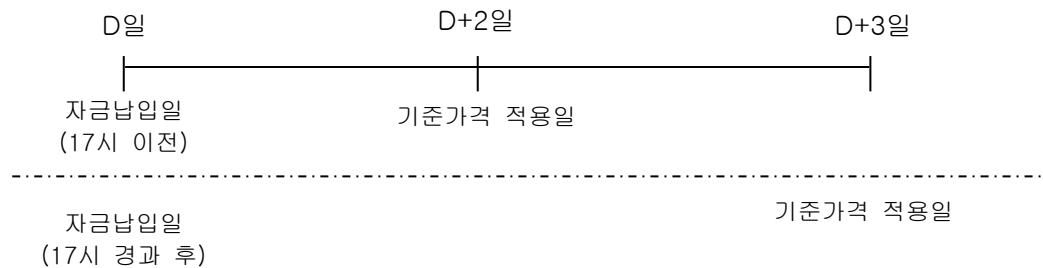 D일 D+2일 D+3일
자금납입일 기준가격 적용일
(17시 이전)
자금납입일 기준가격 적용일
(17시 경과 후)